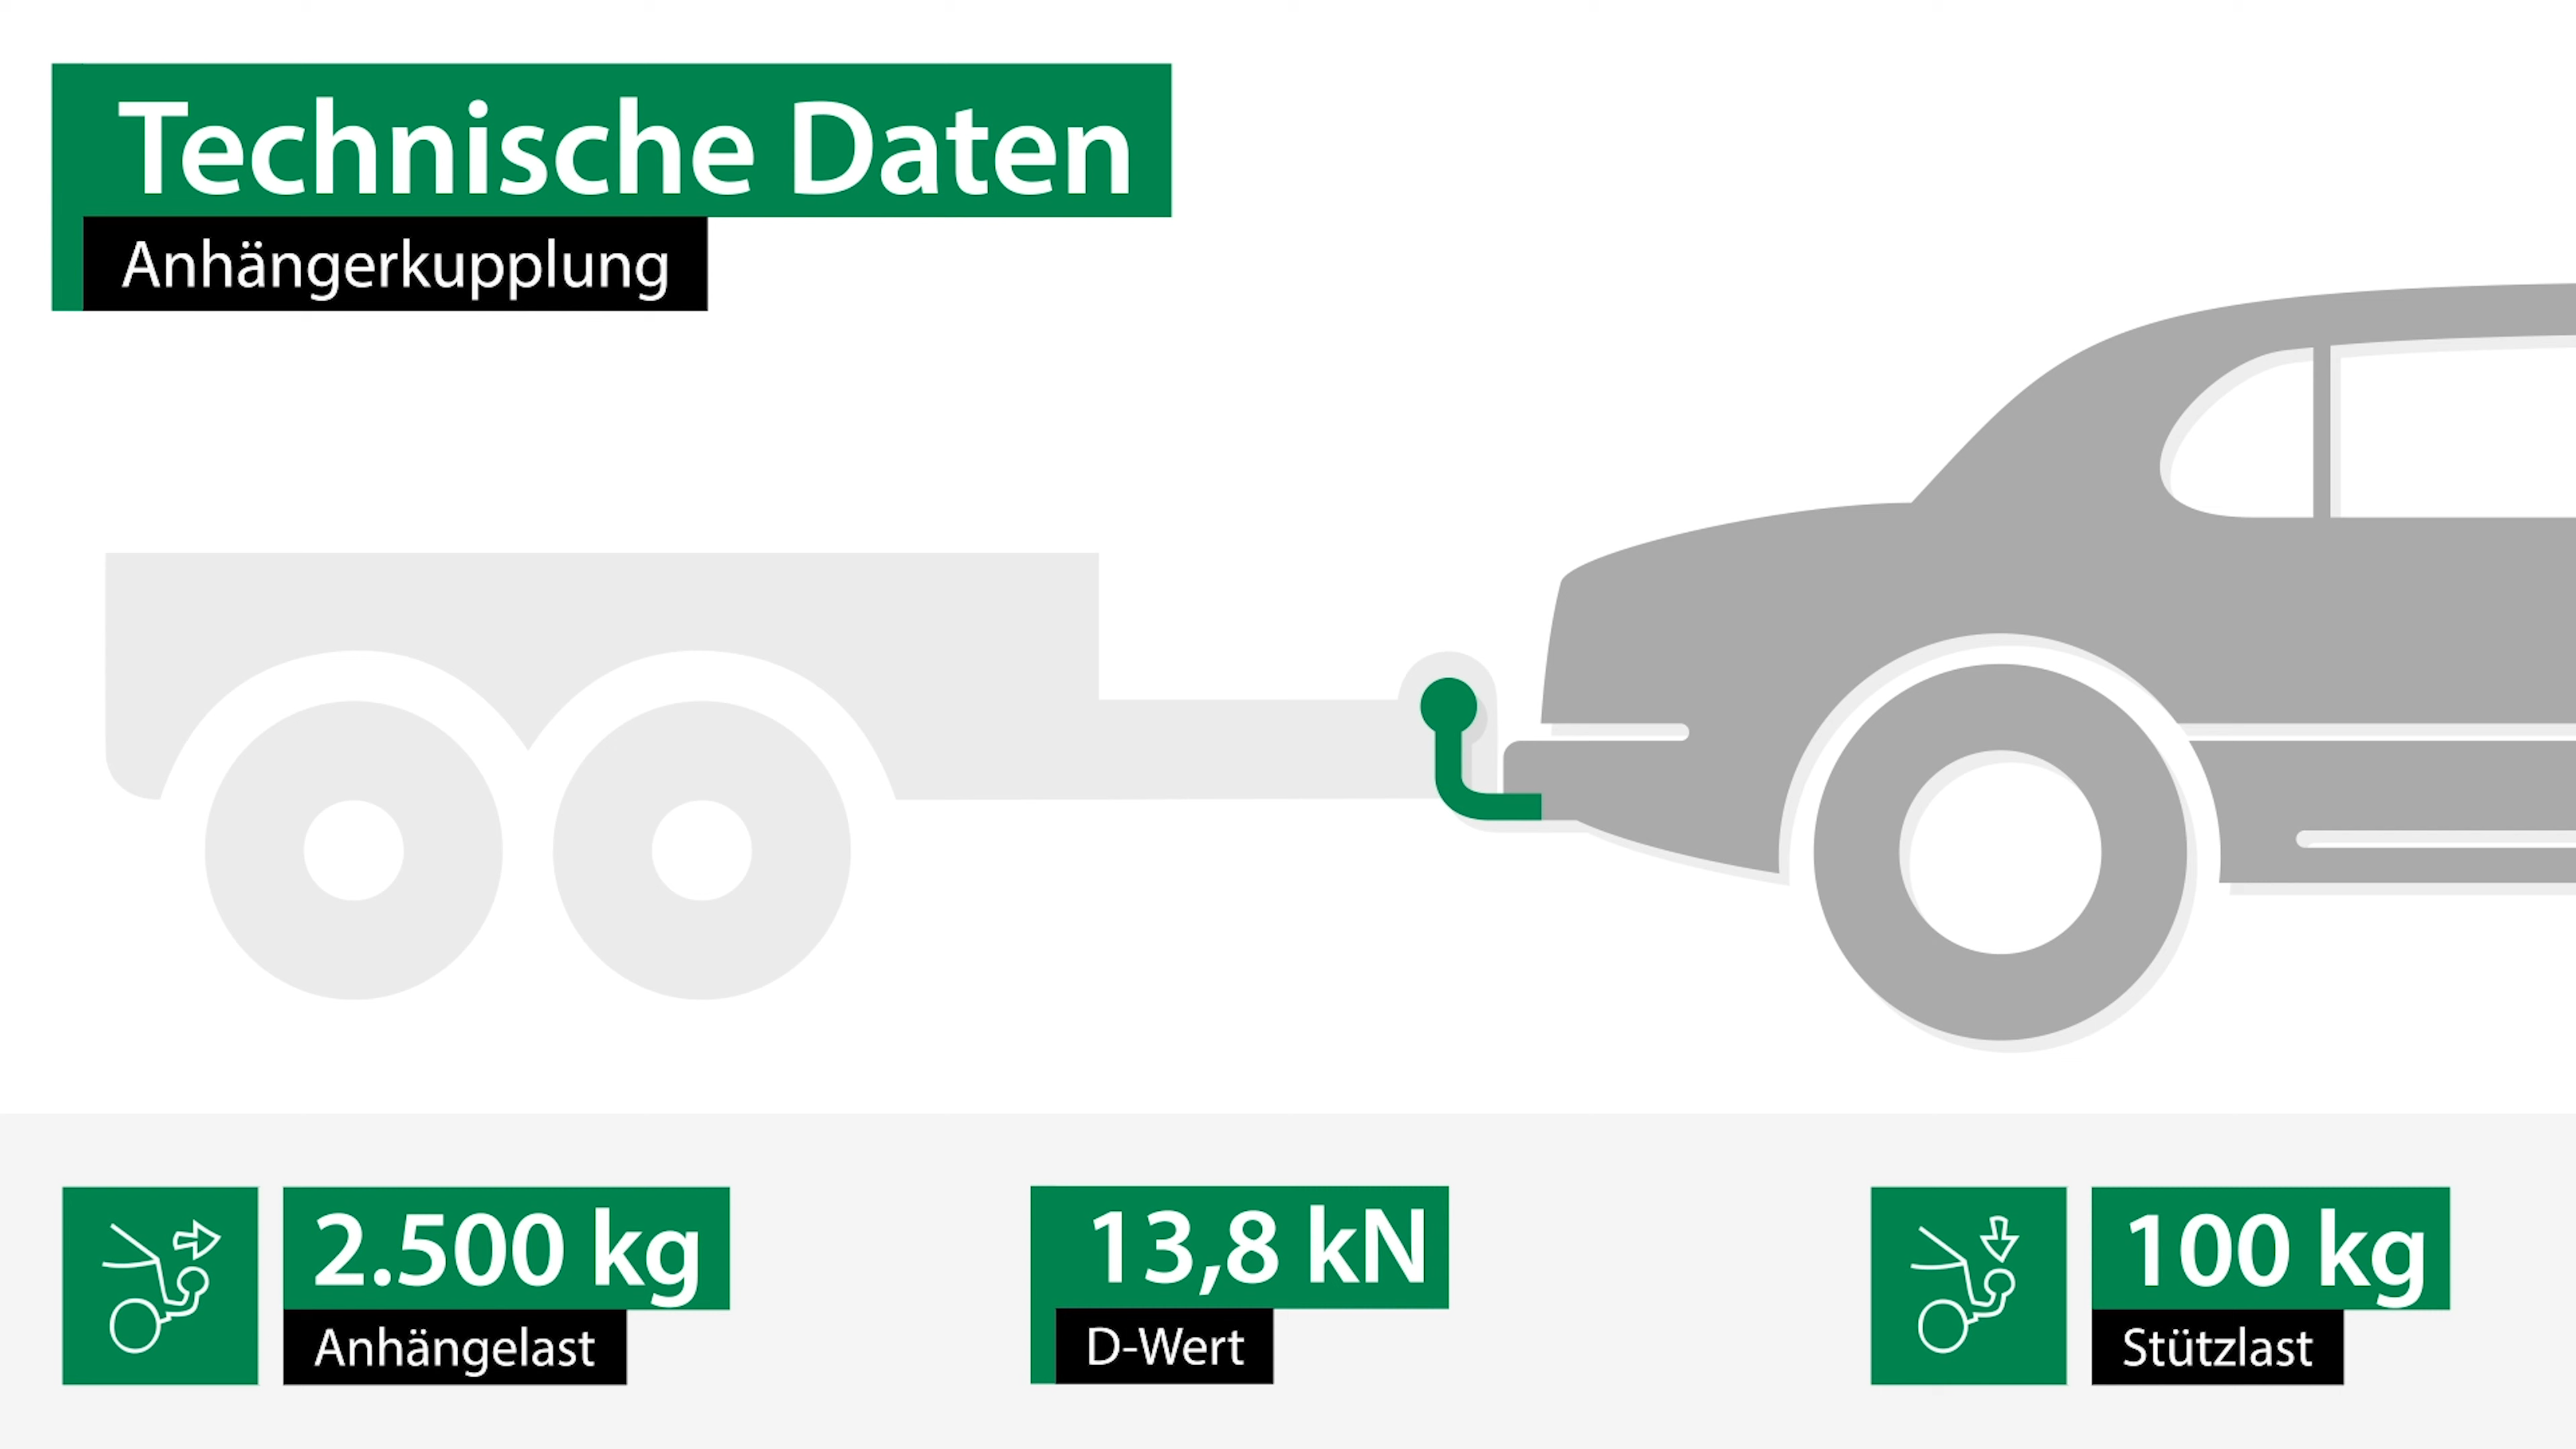 Technische Daten
Anhängerkupplung
2.500 kg
Anhängelast
13,8 kN
D-Wert
100 kg
Stützlast